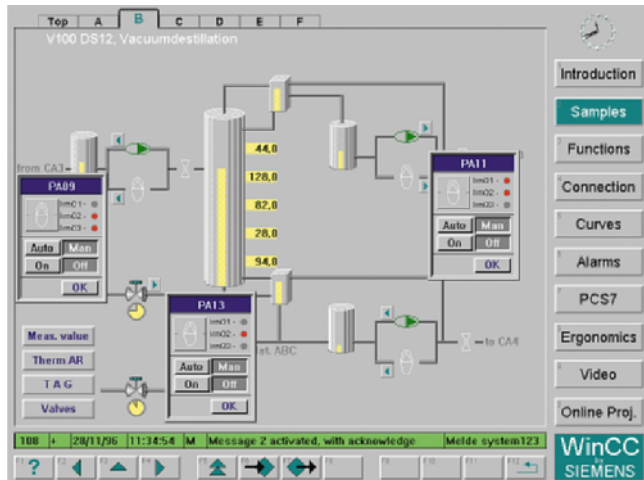 Top A B C D E F
V100 DS12, Vacuumdestillation
Introduction
Samples
Functions
Connection
Curves
Alarms
PCS7
Ergonomics
Video
Online Proj.
from CA3
44,0
128,0
82,0
28,0
94,0
PA09
Auto Man
On Off
OK
PA11
Auto Man
On Off
OK
PA13
Auto Man
On Off
OK
ABC
to CA4
Meas. value
Therm AR
T A G
Valves
108 + 28/11/96 11:34:54 M Message 2 activated, with acknowledge Melde system123
?
WinCC
by
SIEMENS